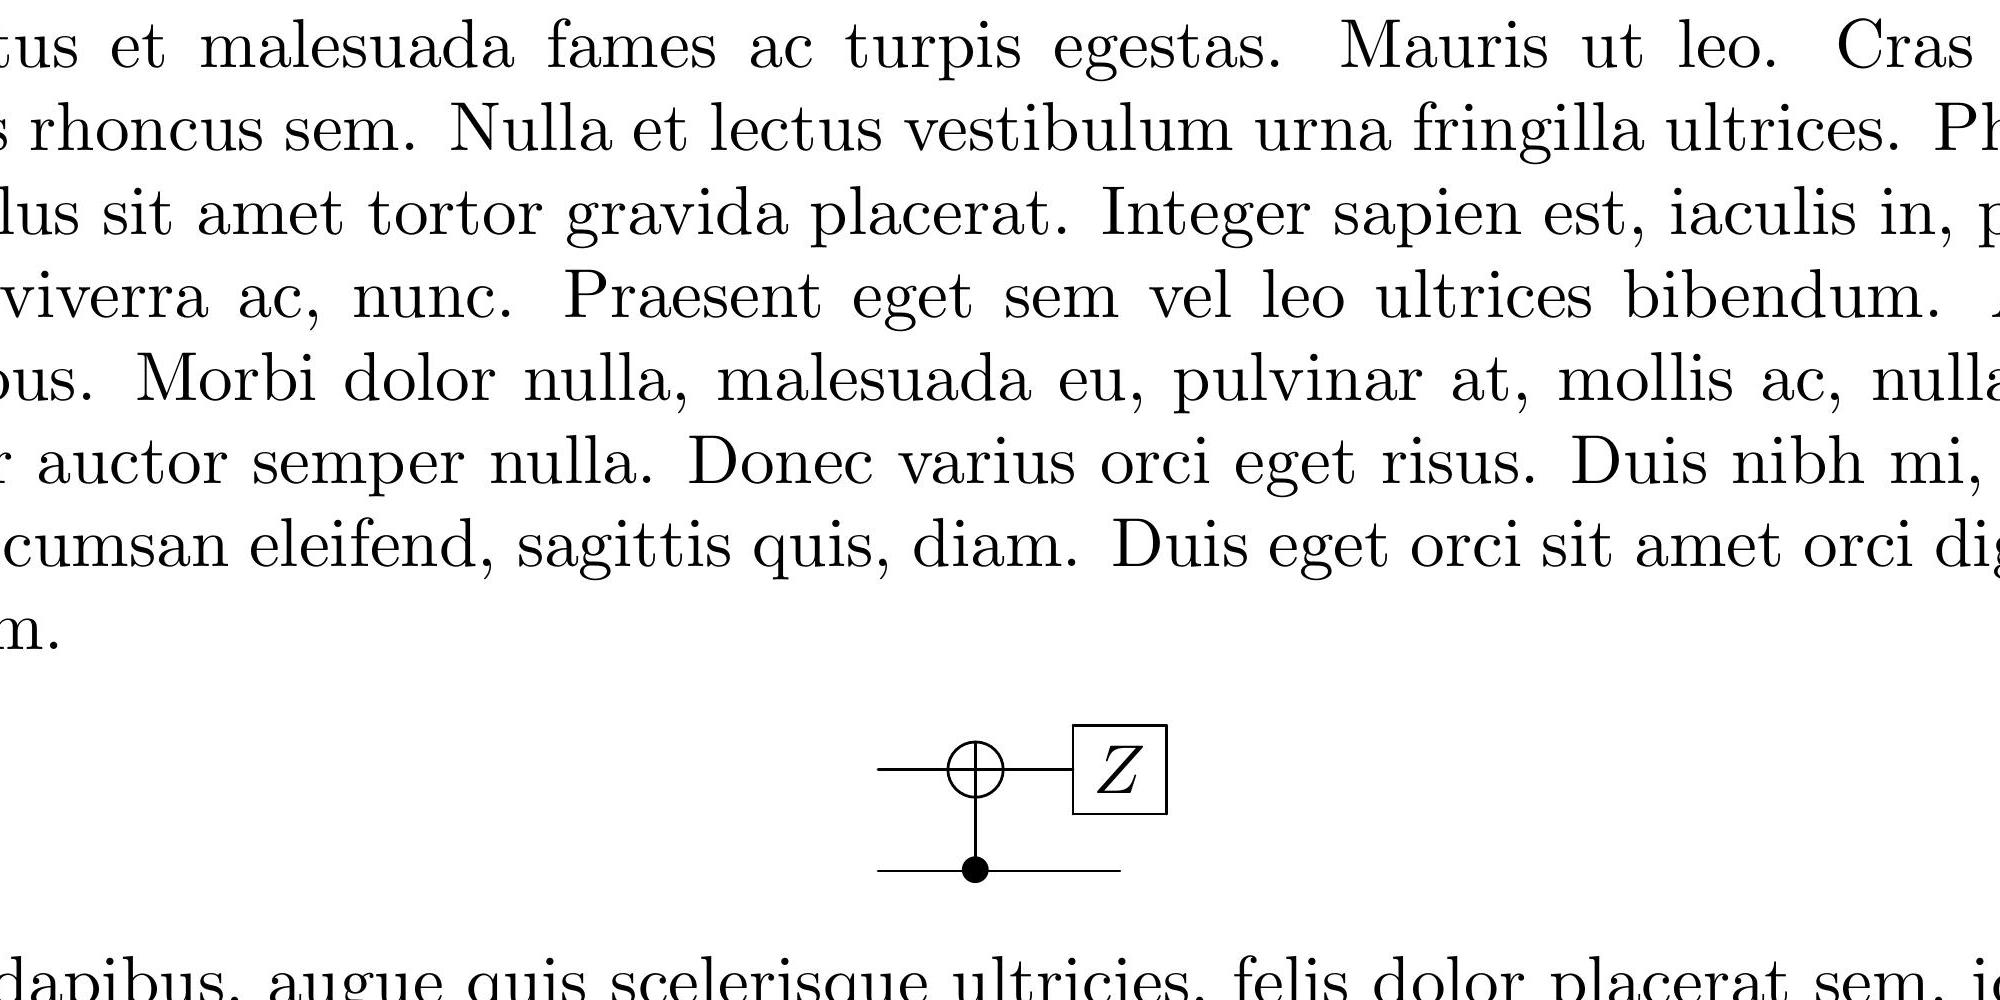 tus et malesuada fames ac turpis egestas. Mauris ut leo. Cras
s rhoncus sem. Nulla et lectus vestibulum urna fringilla ultrices. Ph
lus sit amet tortor gravida placerat. Integer sapien est, iaculis in, p
viverra ac, nunc. Praesent eget sem vel leo ultrices bibendum.
ous. Morbi dolor nulla, malesuada eu, pulvinar at, mollis ac, nulla
r auctor semper nulla. Donec varius orci eget risus. Duis nibh mi,
cumsan eleifend, sagittis quis, diam. Duis eget orci sit amet orci dig
m.
Z
dapibus, augue quis scelerisque ultricies, felis dolor placerat sem, id